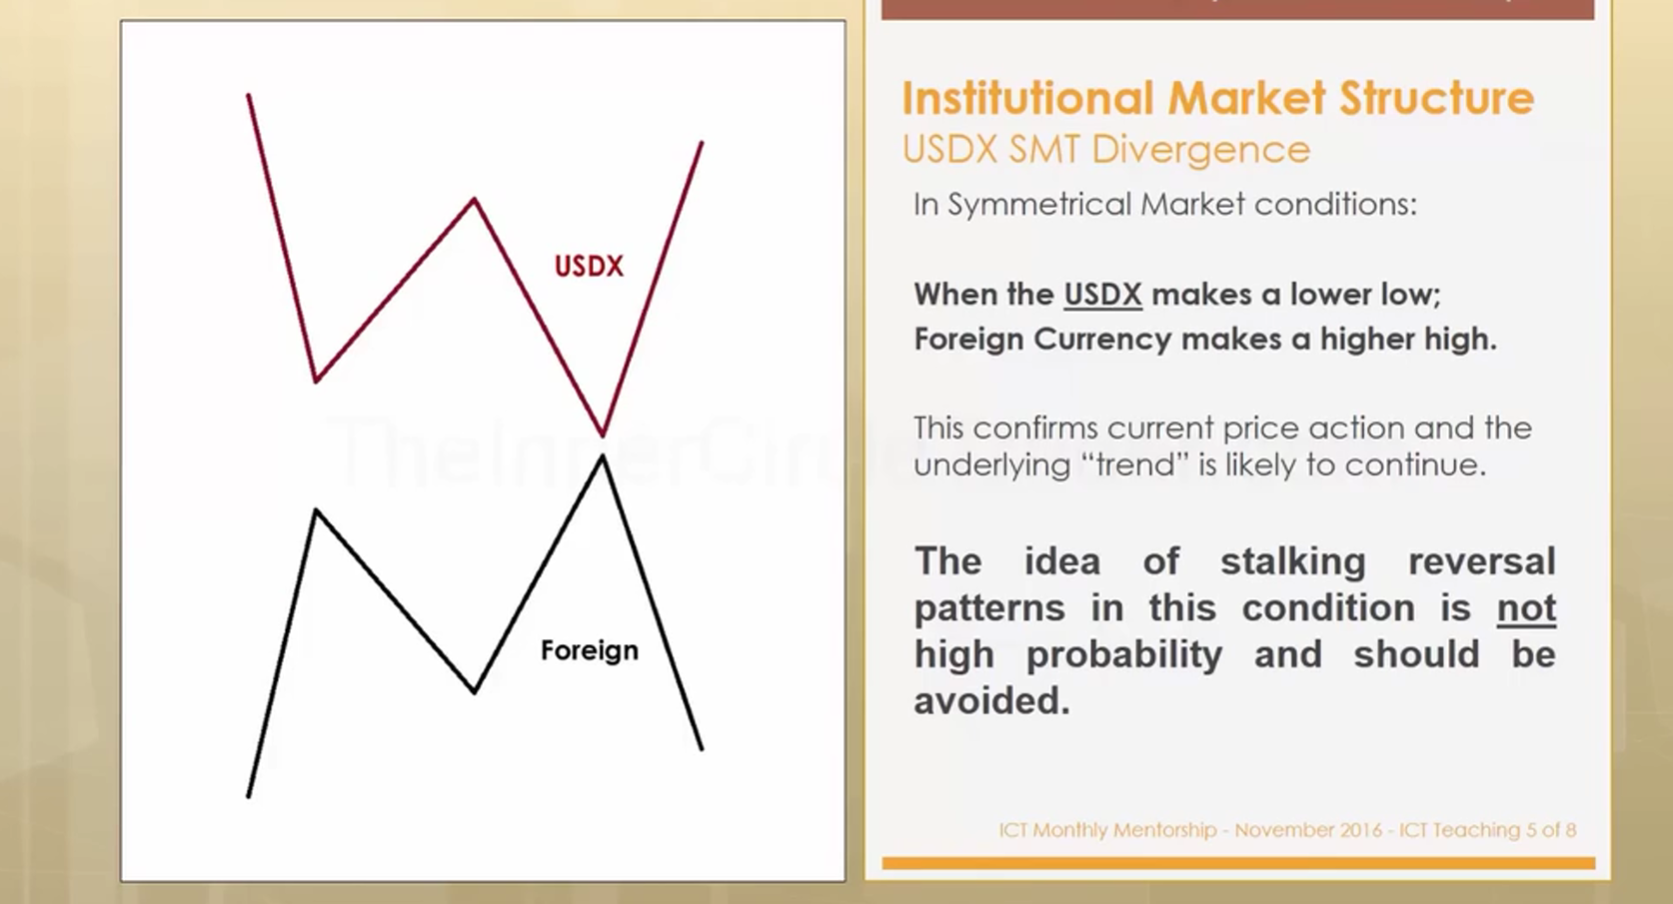 Institutional Market Structure
USDX SMT Divergence
In Symmetrical Market conditions:
When the USDX makes a lower low;
Foreign Currency makes a higher high.
This confirms current price action and the
underlying “trend” is likely to continue.
The idea of stalking reversal
patterns in this condition is not
high probability and should be
avoided.
ICT Monthly Mentorship - November 2016 - ICT Teaching 5 of 8
USDX
Foreign
TheInnerCircle